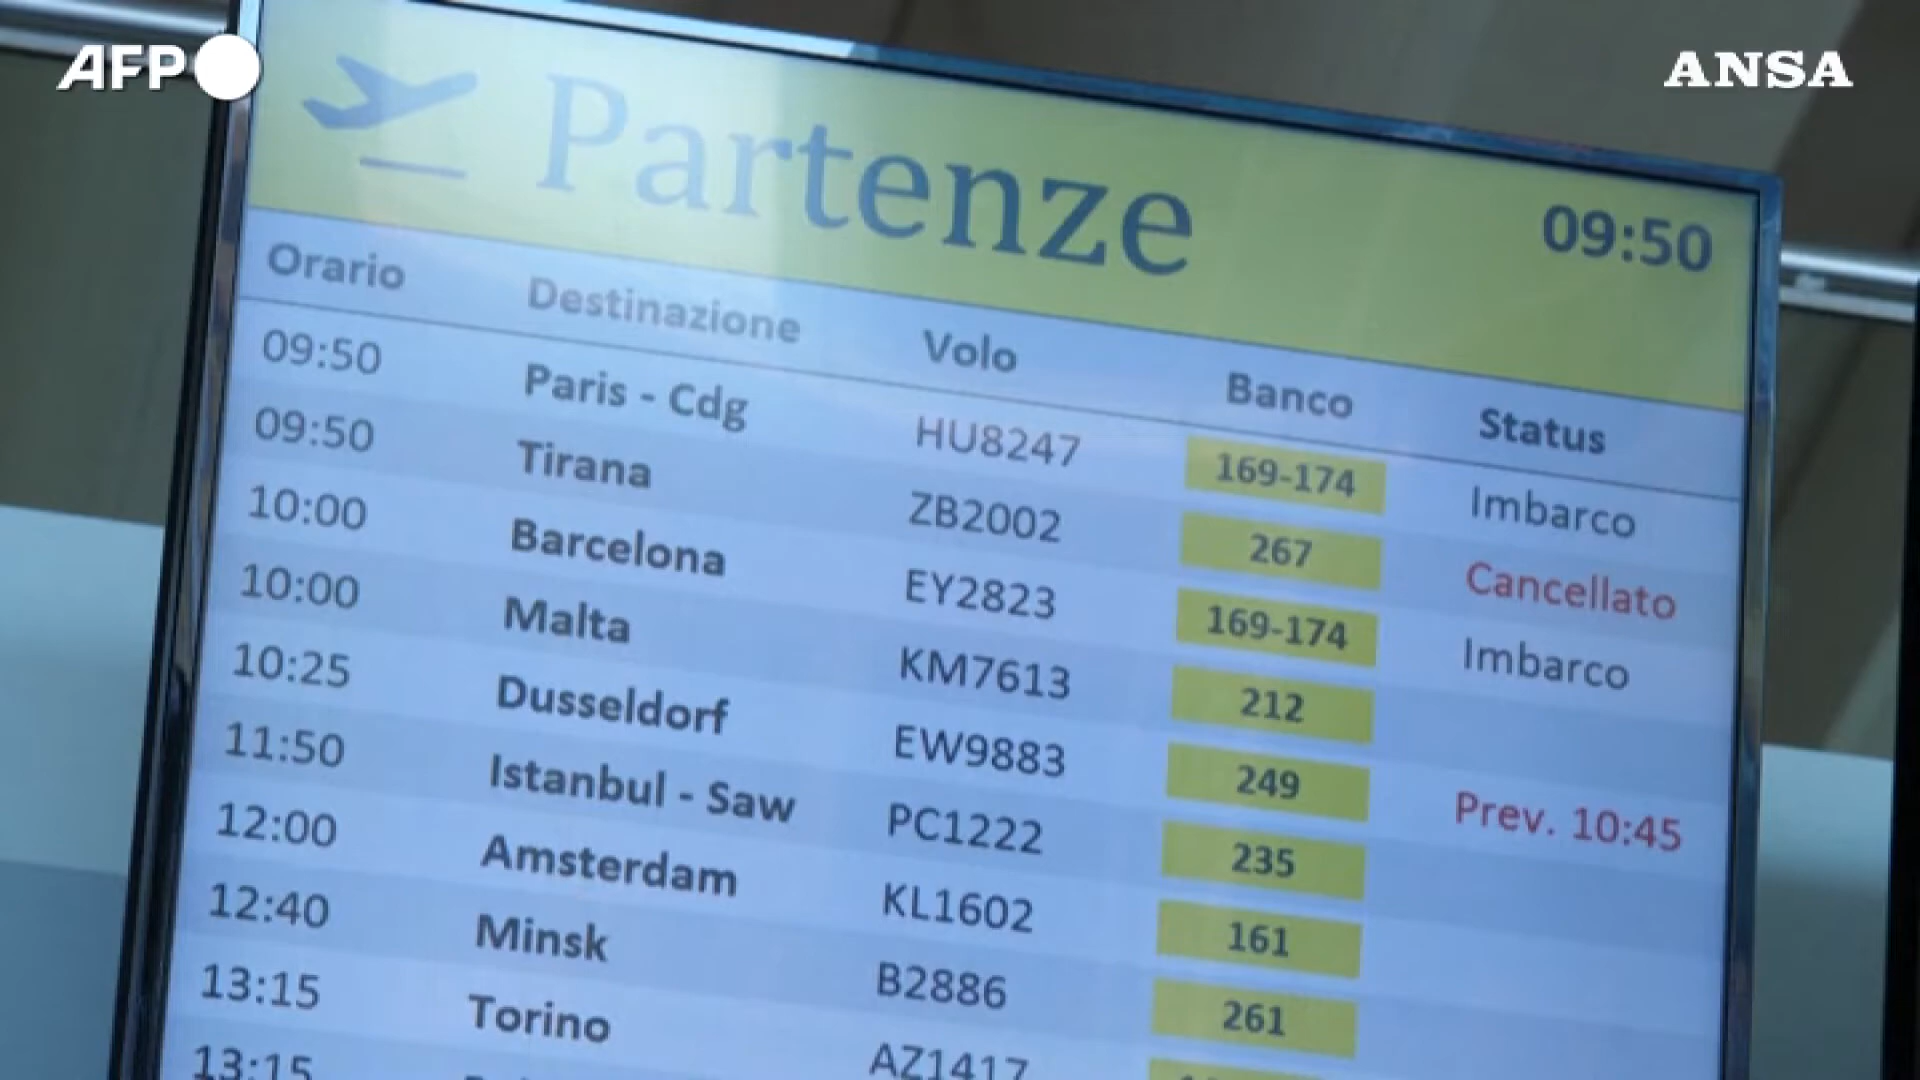 AFP
ANSA
Partenze 09:50
Orario Destinazione Volo Banco Status
09:50 Paris - Cdg HU8247 169-174 Imbarco
09:50 Tirana ZB2002 267 Cancellato
10:00 Barcelona EY2823 169-174 Imbarco
10:00 Malta KM7613 212
10:25 Dusseldorf EW9883 249 Prev. 10:45
11:50 Istanbul - Saw PC1222 235
12:00 Amsterdam KL1602 161
12:40 Minsk B2886 261
13:15 Torino AZ1417
13:15